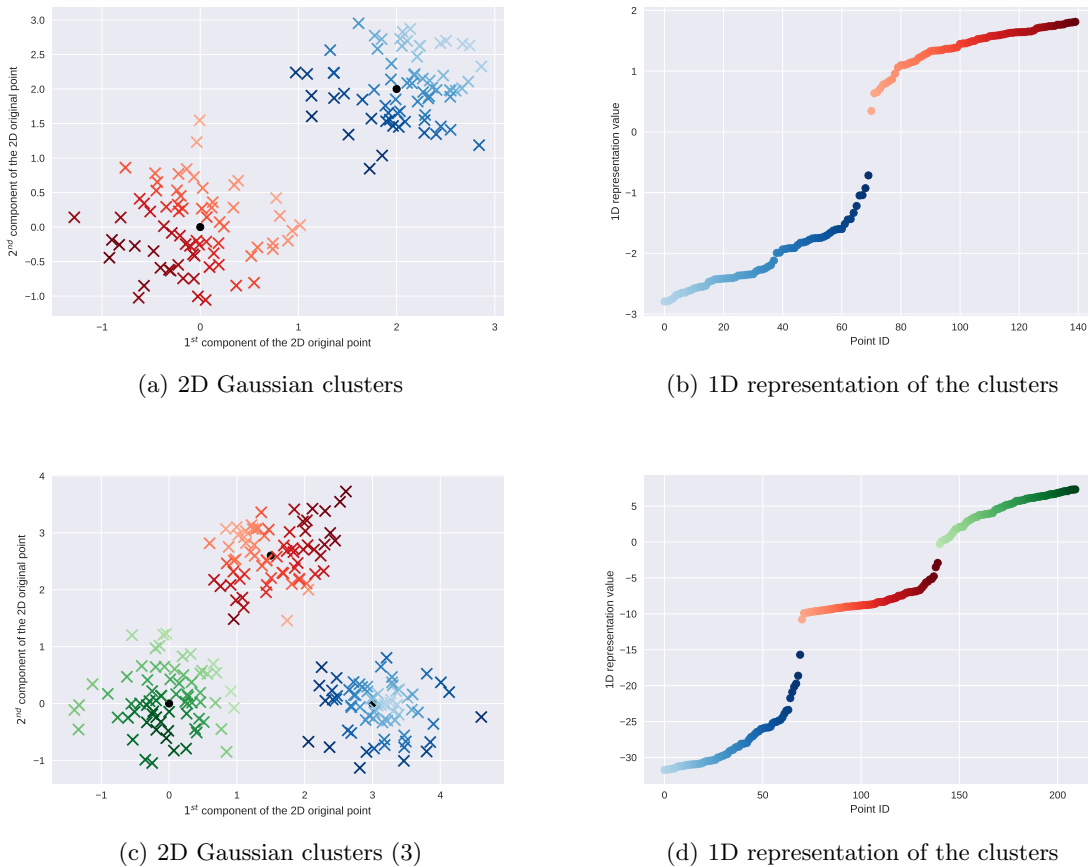 3.0
2.5
2.0
1.5
1.0
0.5
0.0
−0.5
−1.0
2nd component of the 2D original point
−1 0 1 2 3
1st component of the 2D original point
(a) 2D Gaussian clusters
2
1
0
−1
−2
−3
1D representation value
0 20 40 60 80 100 120 140
Point ID
(b) 1D representation of the clusters
4
3
2
1
0
−1
2nd component of the 2D original point
−1 0 1 2 3 4
1st component of the 2D original point
(c) 2D Gaussian clusters (3)
5
0
−5
−10
−15
−20
−25
−30
1D representation value
0 50 100 150 200
Point ID
(d) 1D representation of the clusters